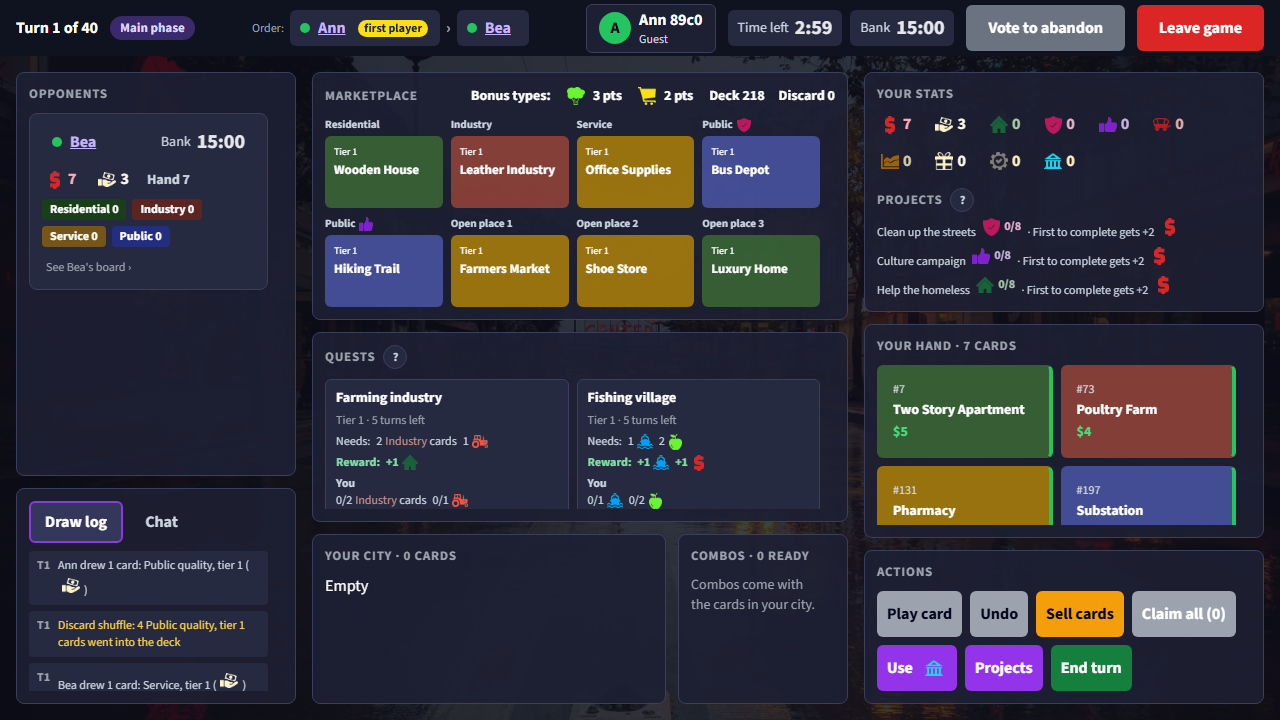 Turn 1 of 40 Main phase Order: Ann first player › Bea A Ann 89c0 Guest Time left 2:59 Bank 15:00 Vote to abandon Leave game
OPPONENTS
Bea Bank 15:00
7 3 Hand 7
Residential 0 Industry 0
Service 0 Public 0
See Bea's board ›
Draw log Chat
T1 Ann drew 1 card: Public quality, tier 1 (
)
T1 Discard shuffle: 4 Public quality, tier 1
cards went into the deck
T1 Bea drew 1 card: Service, tier 1 ( )
MARKETPLACE Bonus types: 3 pts 2 pts Deck 218 Discard 0
Residential Industry Service Public
Tier 1 Tier 1 Tier 1 Tier 1
Wooden House Leather Industry Office Supplies Bus Depot
Public Open place 1 Open place 2 Open place 3
Tier 1 Tier 1 Tier 1 Tier 1
Hiking Trail Farmers Market Shoe Store Luxury Home
QUESTS ?
Farming industry
Tier 1 · 5 turns left
Needs: 2 Industry cards 1
Reward: +1
You
0/2 Industry cards 0/1
Fishing village
Tier 1 · 5 turns left
Needs: 1 2
Reward: +1 +1
You
0/1 0/2
YOUR CITY · 0 CARDS
Empty
COMBOS · 0 READY
Combos come with
the cards in your city.
YOUR STATS
7 3 0 0 0 0
0 0 0 0
PROJECTS ?
Clean up the streets 0/8 · First to complete gets +2
Culture campaign 0/8 · First to complete gets +2
Help the homeless 0/8 · First to complete gets +2
YOUR HAND · 7 CARDS
#7 #73
Two Story Apartment Poultry Farm
$5 $4
#131 #197
Pharmacy Substation
ACTIONS
Play card Undo Sell cards Claim all (0)
Use Projects End turn